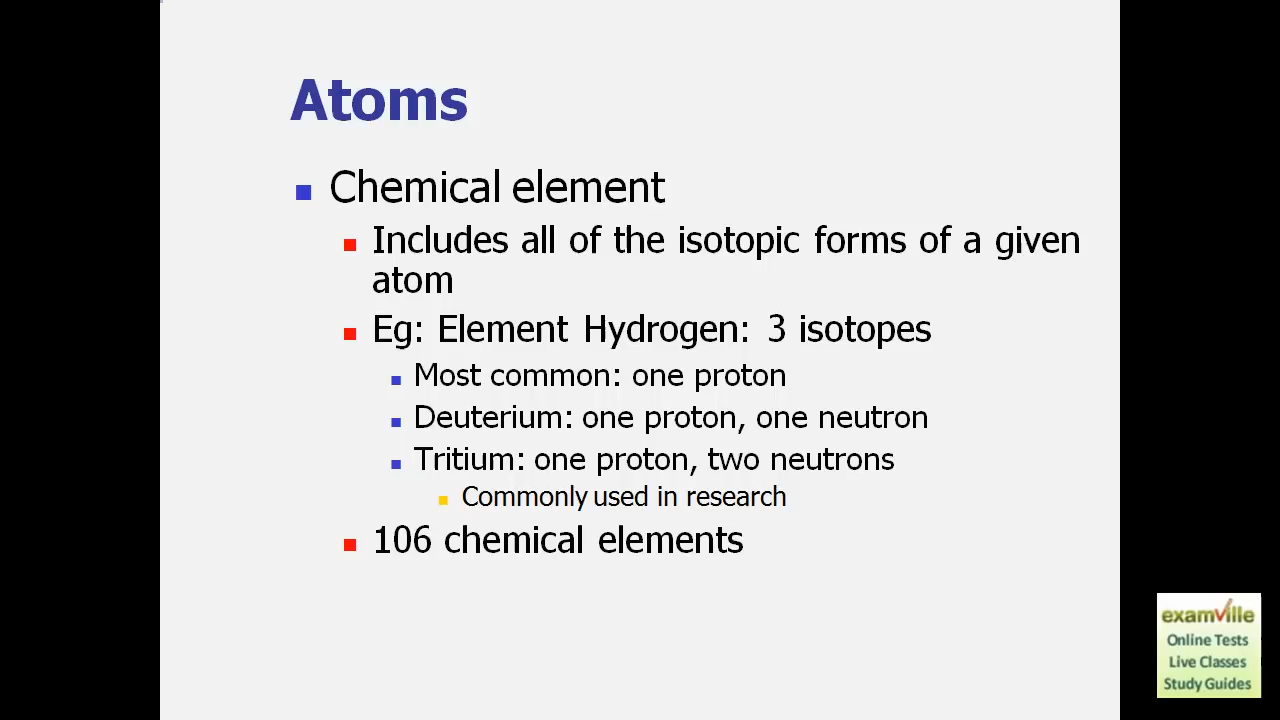 Atoms
Chemical element
Includes all of the isotopic forms of a given
atom
Eg: Element Hydrogen: 3 isotopes
Most common: one proton
Deuterium: one proton, one neutron
Tritium: one proton, two neutrons
Commonly used in research
106 chemical elements
examville
Online Tests
Live Classes
Study Guides